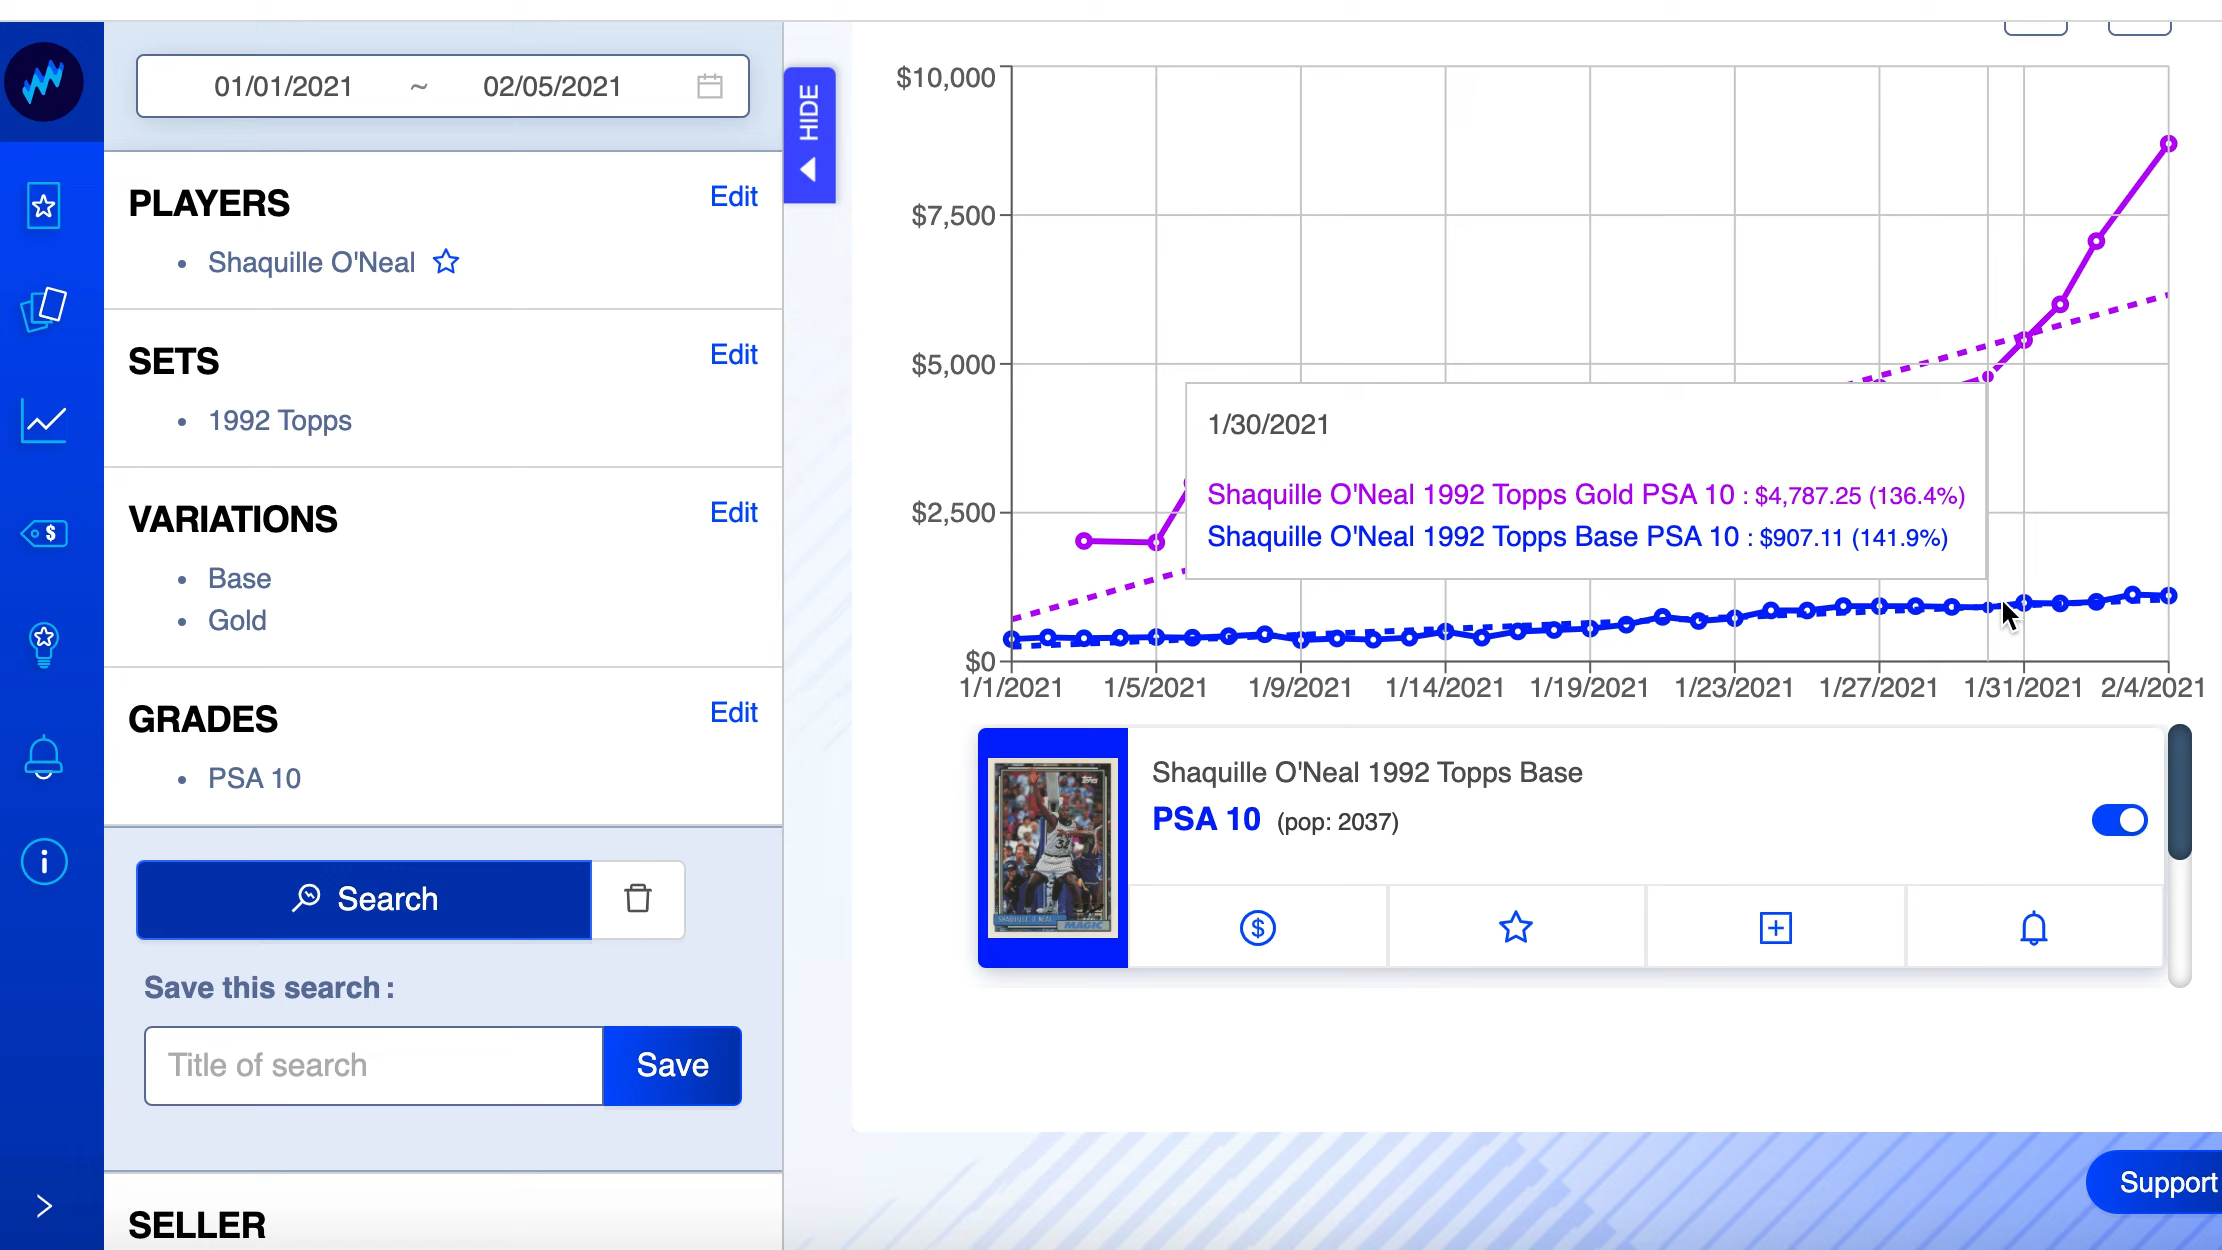 01/01/2021 ~ 02/05/2021
HIDE
PLAYERS
Edit
Shaquille O'Neal
SETS
Edit
1992 Topps
VARIATIONS
Edit
Base
Gold
GRADES
Edit
PSA 10
Search
Save this search :
Title of search
Save
SELLER
$10,000
$7,500
$5,000
$2,500
$0
1/1/2021 1/5/2021 1/9/2021 1/14/2021 1/19/2021 1/23/2021 1/27/2021 1/31/2021 2/4/2021
1/30/2021
Shaquille O'Neal 1992 Topps Gold PSA 10 : $4,787.25 (136.4%)
Shaquille O'Neal 1992 Topps Base PSA 10 : $907.11 (141.9%)
Shaquille O'Neal 1992 Topps Base
PSA 10 (pop: 2037)
SHAQUILLE O'NEAL
MAGIC
Support